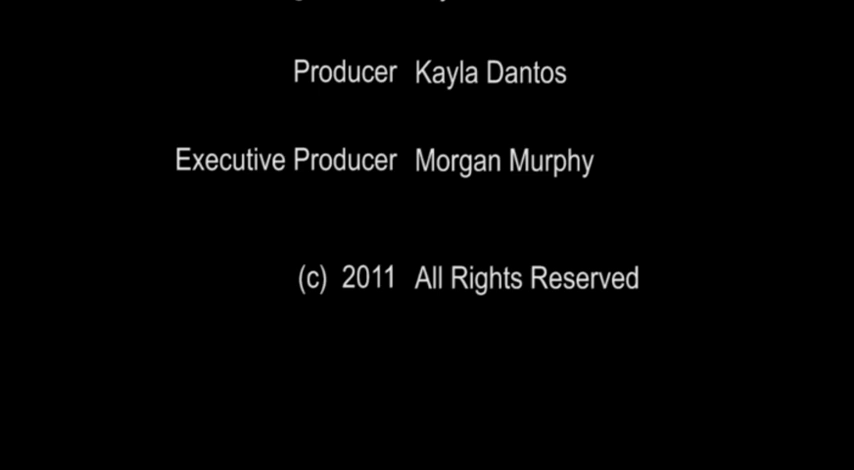 Producer Kayla Dantos
Executive Producer Morgan Murphy
(c) 2011 All Rights Reserved